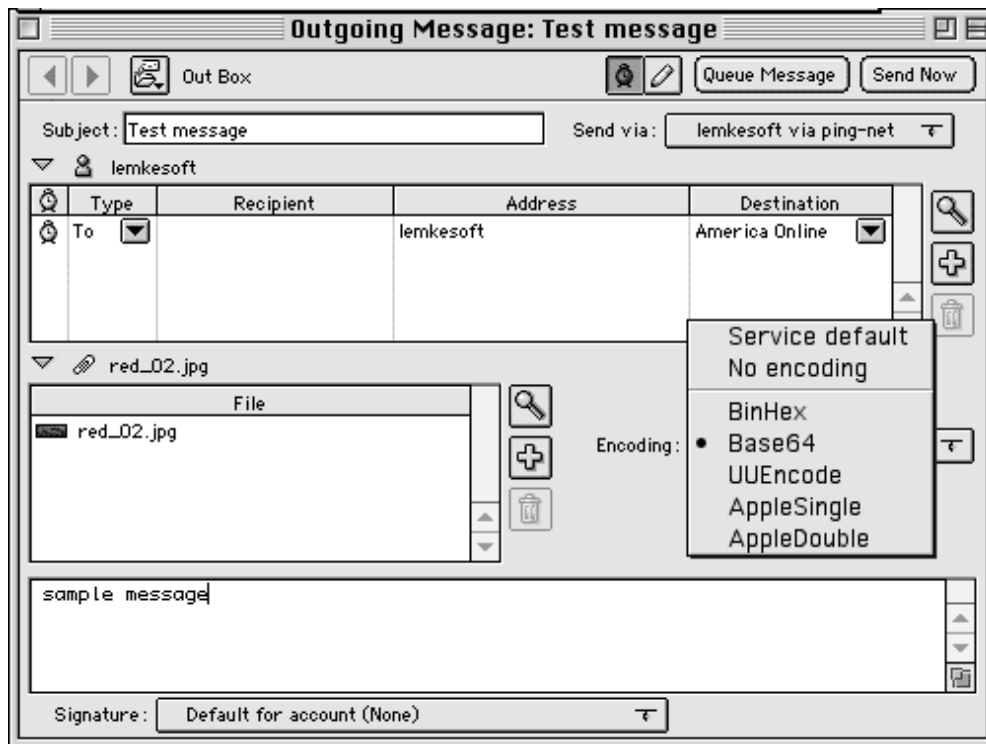 Outgoing Message: Test message
Out Box
Queue Message
Send Now
Subject: Test message
Send via: lemkesoft via ping-net
lemkesoft
Type Recipient Address Destination
To lemkesoft America Online
red_02.jpg
File
red_02.jpg
Encoding:
Service default
No encoding
BinHex
Base64
UUEncode
AppleSingle
AppleDouble
sample message
Signature: Default for account (None)